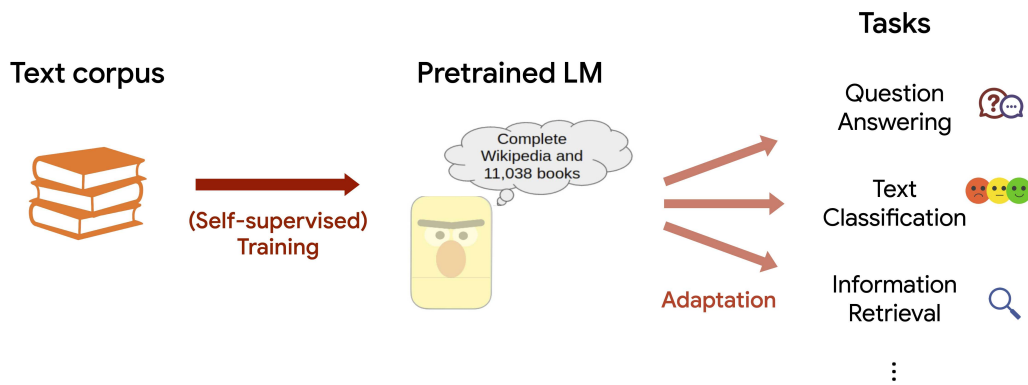 Text corpus
(Self-supervised)
Training
Pretrained LM
Complete
Wikipedia and
11,038 books
Adaptation
Tasks
Question
Answering
Text
Classification
Information
Retrieval